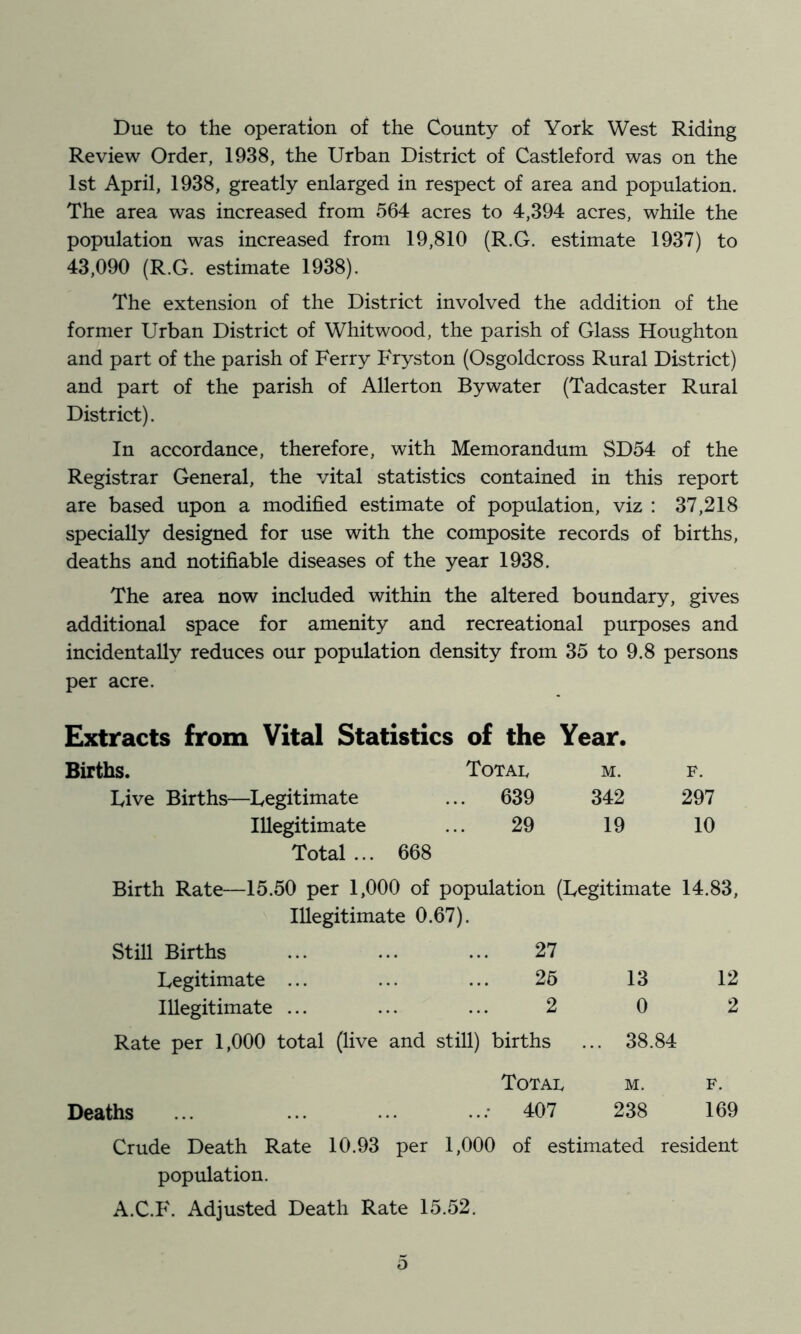 Due to the operation of the County of York West Riding
Review Order, 1938, the Urban District of Castleford was on the
1st April, 1938, greatly enlarged in respect of area and population.
The area was increased from 564 acres to 4,394 acres, while the
population was increased from 19,810 (R.G. estimate 1937) to
43,090 (R.G. estimate 1938).
The extension of the District involved the addition of the
former Urban District of Whitwood, the parish of Glass Houghton
and part of the parish of Ferry Fryston (Osgoldcross Rural District)
and part of the parish of Allerton Bywater (Tadcaster Rural
District).
In accordance, therefore, with Memorandum SD54 of the
Registrar General, the vital statistics contained in this report
are based upon a modified estimate of population, viz : 37,218
specially designed for use with the composite records of births,
deaths and notifiable diseases of the year 1938.
The area now included within the altered boundary, gives
additional space for amenity and recreational purposes and
incidentally reduces our population density from 35 to 9.8 persons
per acre.
Extracts from Vital Statistics of the Year.
Births. Total M. F.
Live Births—Legitimate ... 639 342 297
Illegitimate ... 29 19 10
Total ... 668
Birth Rate—15.50 per 1,000 of population (Legitimate 14.83,
Illegitimate 0.67).
Still Births ... ... ... 27
Legitimate ... ... ... 25 13 12
Illegitimate ... ... ... 2 0 2
Rate per 1,000 total (live and still) births ... 38.84
Total M. F.
Deaths ... ... ... ... 407 238 169
Crude Death Rate 10.93 per 1,000 of estimated resident
population.
A.C.F. Adjusted Death Rate 15.52.
5